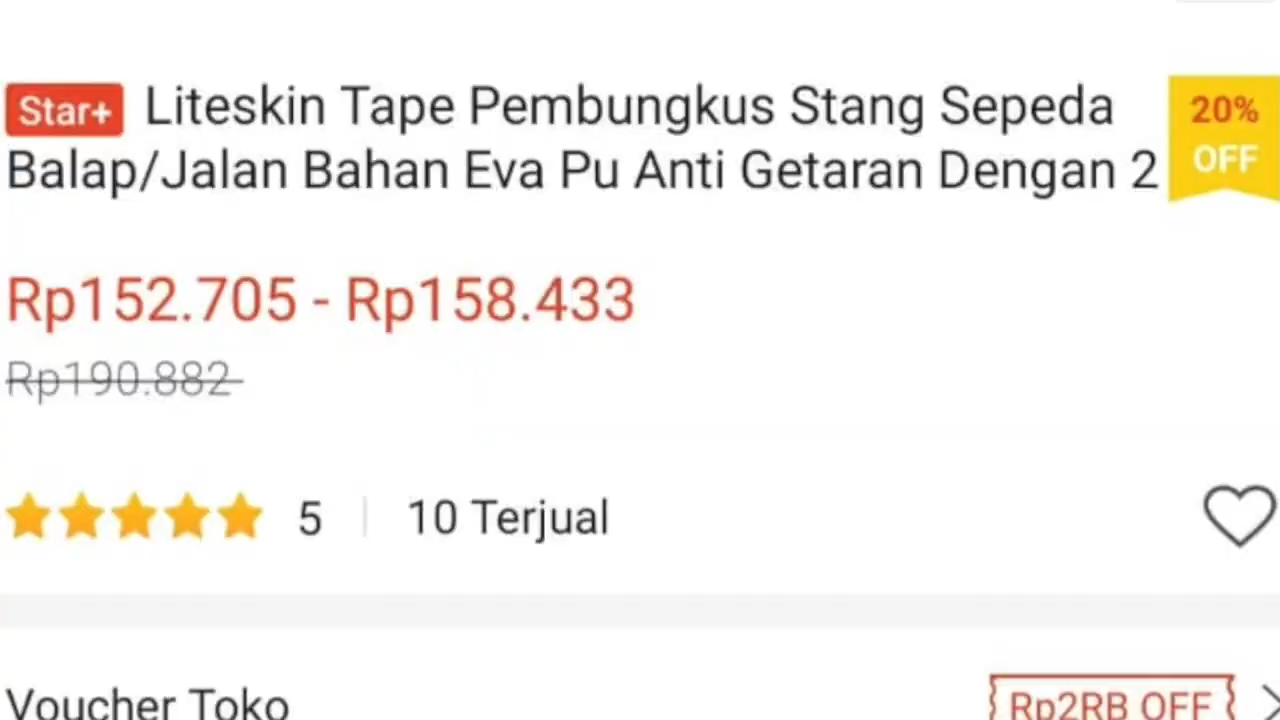 Star+ Liteskin Tape Pembungkus Stang Sepeda
Balap/Jalan Bahan Eva Pu Anti Getaran Dengan 2
20%
OFF
Rp152.705 - Rp158.433
Rp190.882
5 | 10 Terjual
Voucher Toko
Rp2RB OFF